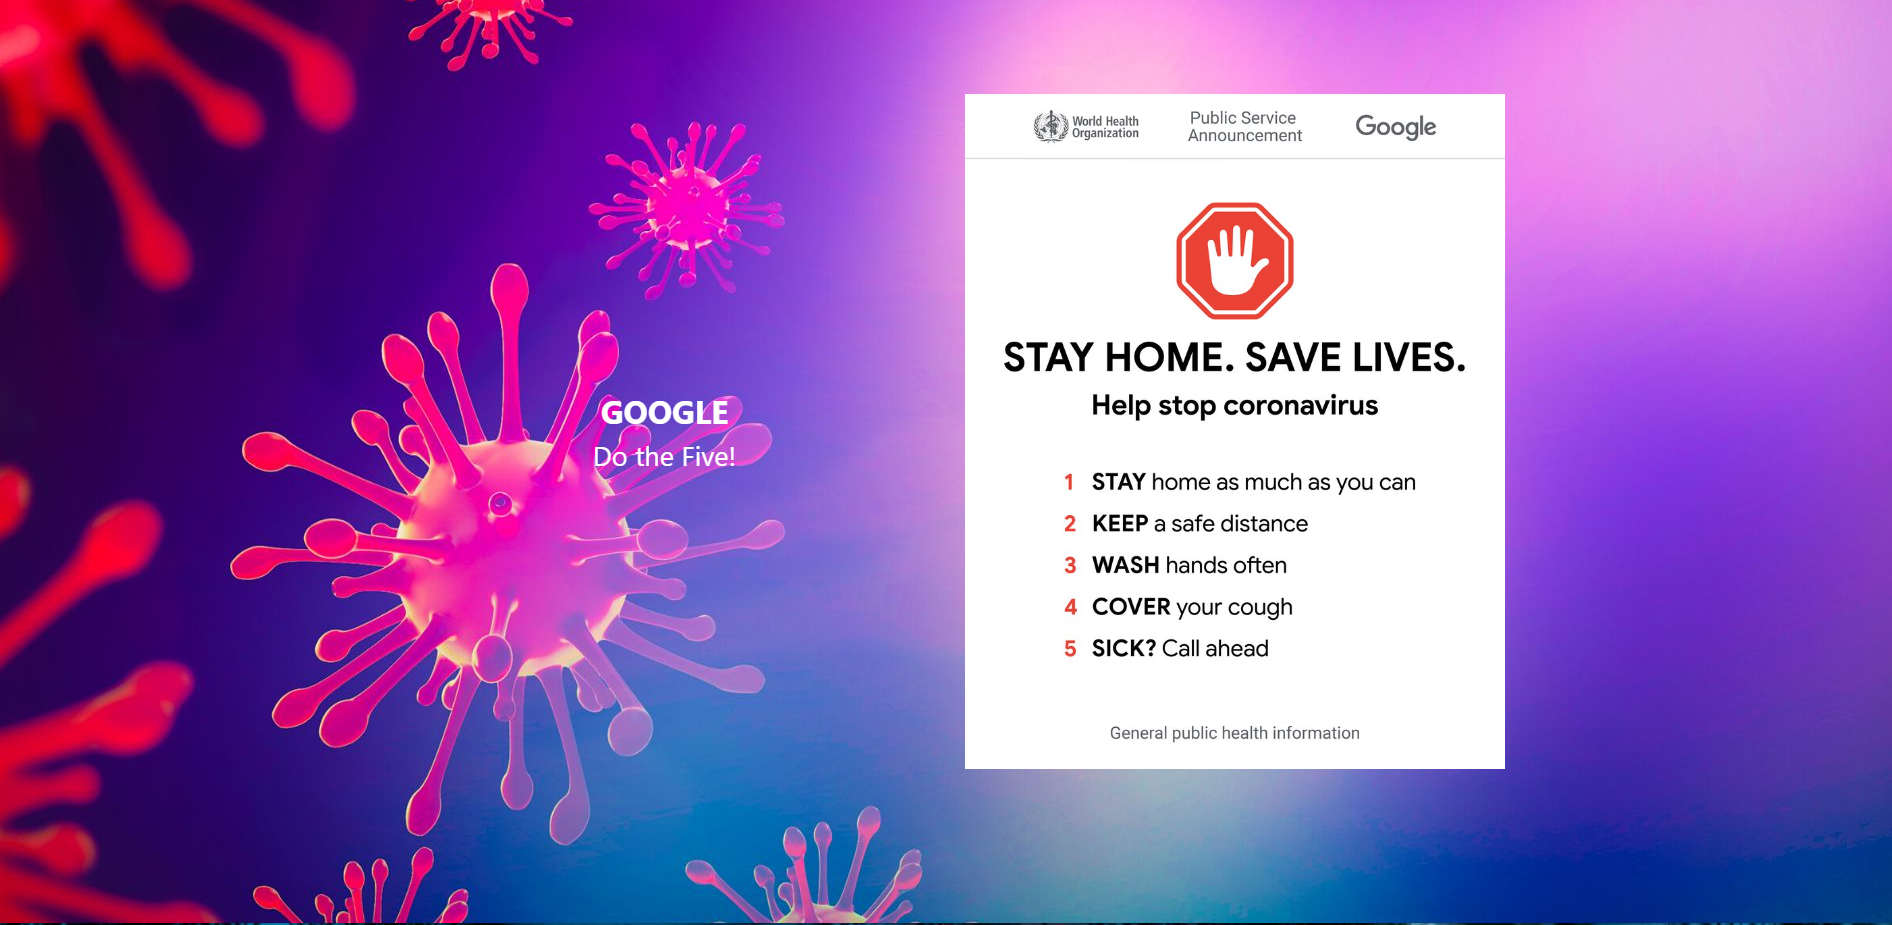 GOOGLE
Do the Five!
World Health
Organization
Public Service
Announcement
Google
STAY HOME. SAVE LIVES.
Help stop coronavirus
1 STAY home as much as you can
2 KEEP a safe distance
3 WASH hands often
4 COVER your cough
5 SICK? Call ahead
General public health information